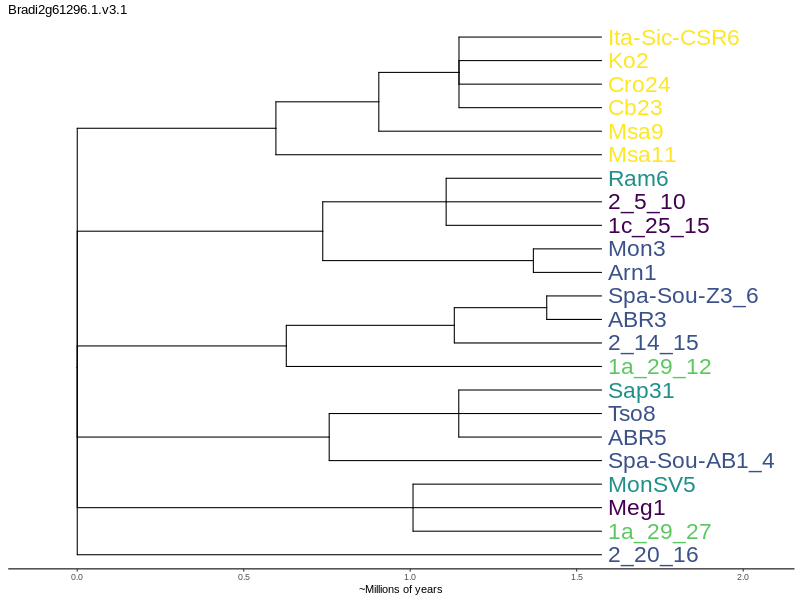 Bradi2g61296.1.v3.1
Ita-Sic-CSR6
Ko2
Cro24
Cb23
Msa9
Msa11
Ram6
2_5_10
1c_25_15
Mon3
Arn1
Spa-Sou-Z3_6
ABR3
2_14_15
1a_29_12
Sap31
Tso8
ABR5
Spa-Sou-AB1_4
MonSV5
Meg1
1a_29_27
2_20_16
0.0 0.5 1.0 1.5 2.0
~Millions of years